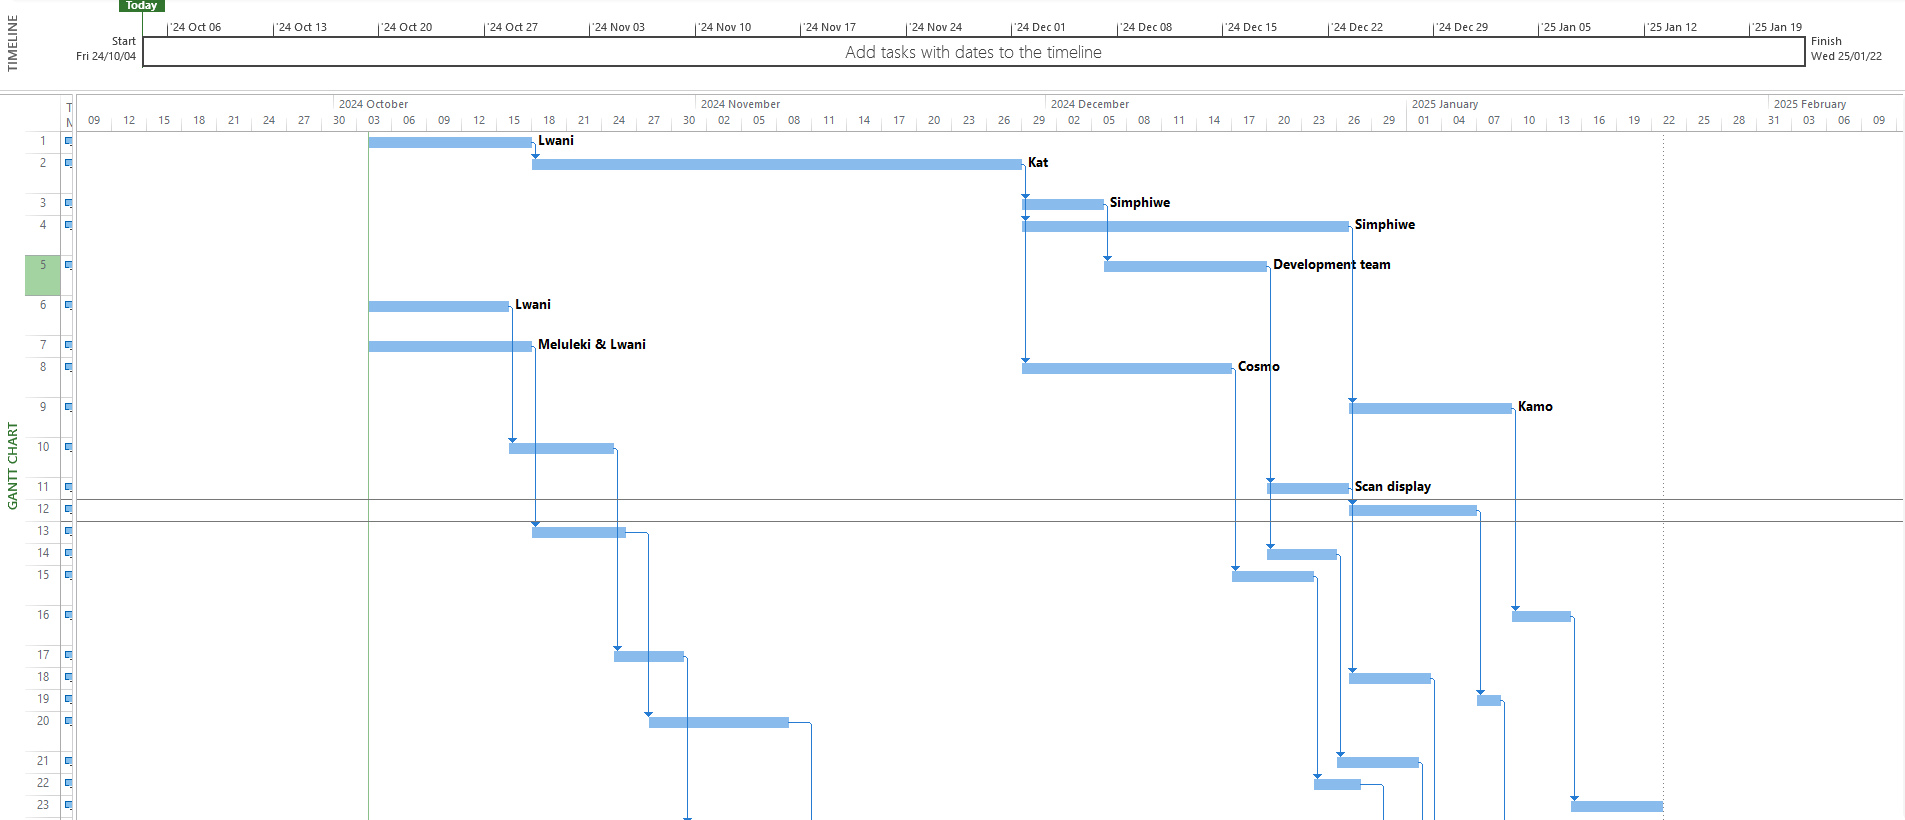 Today
TIMELINE
'24 Oct 06 '24 Oct 13 '24 Oct 20 '24 Oct 27 '24 Nov 03 '24 Nov 10 '24 Nov 17 '24 Nov 24 '24 Dec 01 '24 Dec 08 '24 Dec 15 '24 Dec 22 '24 Dec 29 '25 Jan 05 '25 Jan 12 '25 Jan 19
Start
Fri 24/10/04
Add tasks with dates to the timeline
Finish
Wed 25/01/22
2024 October 2024 November 2024 December 2025 January 2025 February
09 12 15 18 21 24 27 30 03 06 09 12 15 18 21 24 27 30 02 05 08 11 14 17 20 23 26 29 02 05 08 11 14 17 20 23 26 29 01 04 07 10 13 16 19 22 25 28 31 03 06 09
GANTT CHART
1 Lwani
2 Kat
3 Simphiwe
4 Simphiwe
5 Development team
6 Lwani
7 Meluleki & Lwani
8 Cosmo
9 Kamo
10
11 Scan display
12
13
14
15
16
17
18
19
20
21
22
23